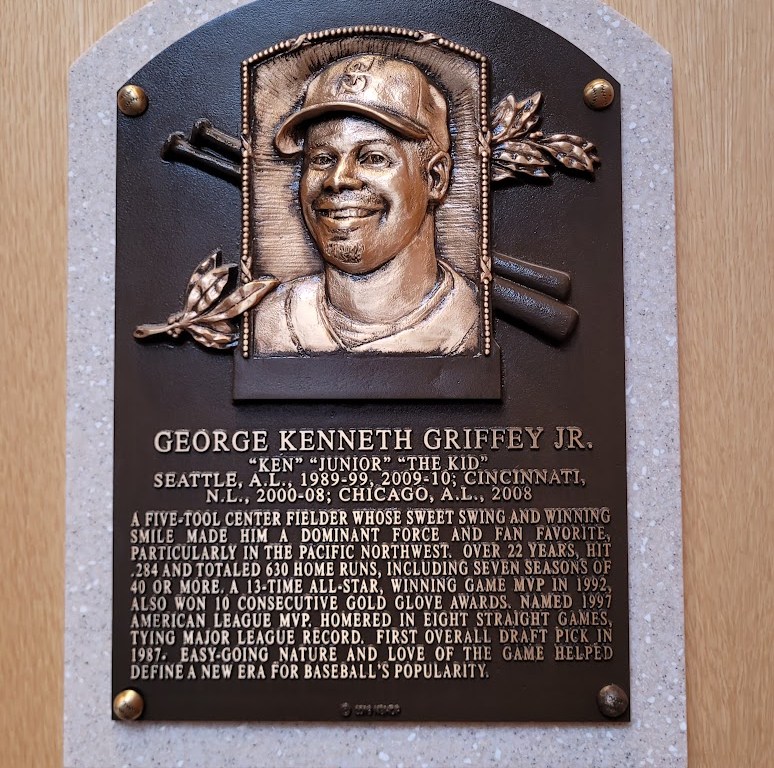 GEORGE KENNETH GRIFFEY JR.
"KEN" "JUNIOR" "THE KID"
SEATTLE, A.L., 1989-99, 2009-10; CINCINNATI,
N.L., 2000-08; CHICAGO, A.L., 2008
A FIVE-TOOL CENTER FIELDER WHOSE SWEET SWING AND WINNING
SMILE MADE HIM A DOMINANT FORCE AND FAN FAVORITE,
PARTICULARLY IN THE PACIFIC NORTHWEST. OVER 22 YEARS, HIT
.284 AND TOTALED 630 HOME RUNS, INCLUDING SEVEN SEASONS OF
40 OR MORE. A 13-TIME ALL-STAR, WINNING GAME MVP IN 1992,
ALSO WON 10 CONSECUTIVE GOLD GLOVE AWARDS. NAMED 1997
AMERICAN LEAGUE MVP. HOMERED IN EIGHT STRAIGHT GAMES,
TYING MAJOR LEAGUE RECORD. FIRST OVERALL DRAFT PICK IN
1987. EASY-GOING NATURE AND LOVE OF THE GAME HELPED
DEFINE A NEW ERA FOR BASEBALL'S POPULARITY.